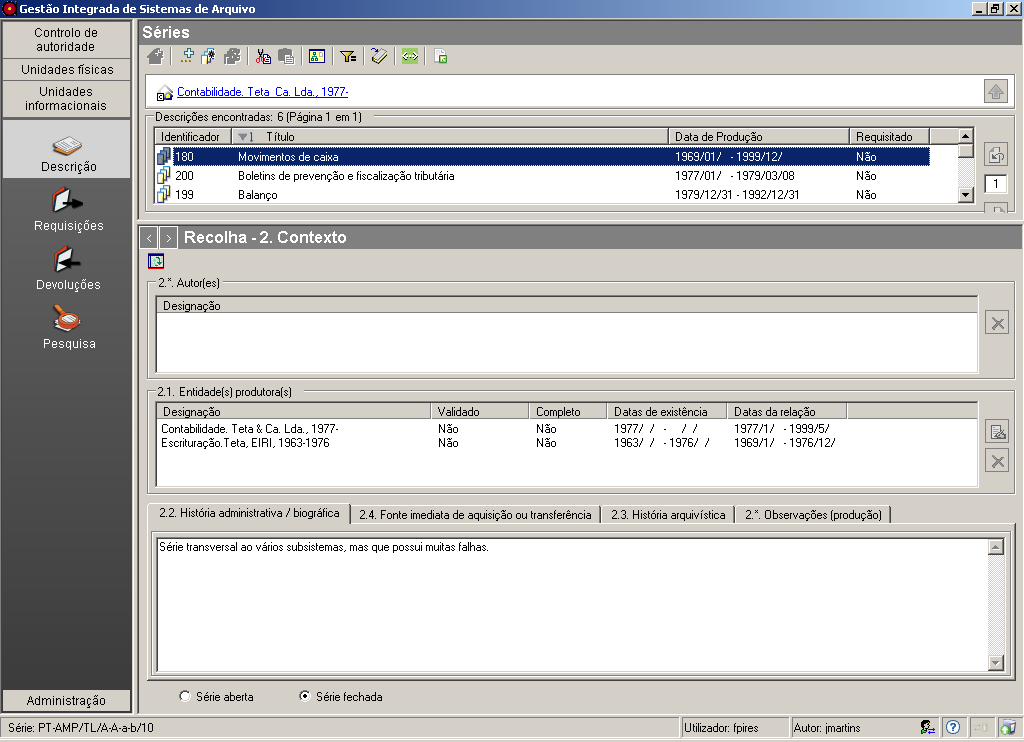 Gestão Integrada de Sistemas de Arquivo
Controlo de
autoridade
Unidades físicas
Unidades
informacionais
Descrição
Requisições
Devoluções
Pesquisa
Administração
Séries
Contabilidade. Teta Ca. Lda., 1977-
Descrições encontradas: 6 (Página 1 em 1)
Identificador 1 Título Data de Produção Requisitado
180 Movimentos de caixa 1969/01/ - 1999/12/ Não
200 Boletins de prevenção e fiscalização tributária 1977/01/ - 1979/03/08 Não
199 Balanço 1979/12/31 - 1992/12/31 Não
1
< > Recolha - 2. Contexto
2.*. Autor(es)
Designação
2.1. Entidade(s) produtora(s)
Designação Validado Completo Datas de existência Datas da relação
Contabilidade. Teta & Ca. Lda., 1977- Não Não 1977/ / - / / 1977/1/ - 1999/5/
Escrituração.Teta, EIRI, 1963-1976 Não Não 1963/ / - 1976/ / 1969/1/ - 1976/12/
2.2. História administrativa / biográfica 2.4. Fonte imediata de aquisição ou transferência 2.3. História arquivística 2.*. Observações (produção)
Série transversal ao vários subsistemas, mas que possui muitas falhas.
Série aberta Série fechada
Série: PT-AMP/TL/A-A-a-b/10 Utilizador: fpires Autor: jmartins